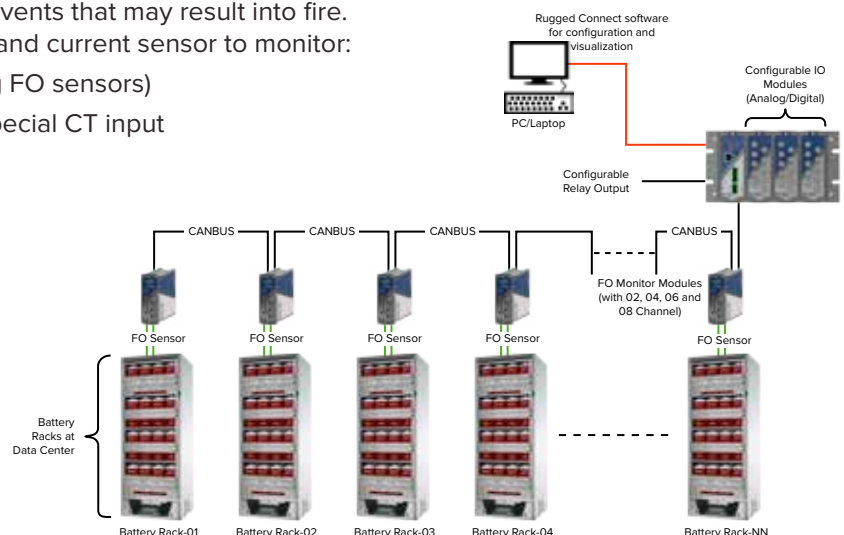 vents that may result into fire.
and current sensor to monitor:
g FO sensors)
pecial CT input
Rugged Connect software
for configuration and
visualization
PC/Laptop
Configurable IO
Modules
(Analog/Digital)
Configurable
Relay Output
CANBUS
CANBUS
CANBUS
CANBUS
FO Monitor Modules
(with 02, 04, 06 and
08 Channel)
FO Sensor
FO Sensor
FO Sensor
FO Sensor
FO Sensor
Battery
Racks at
Data Center
Battery Rack-01
Battery Rack-02
Battery Rack-03
Battery Rack-04
Battery Rack-NN